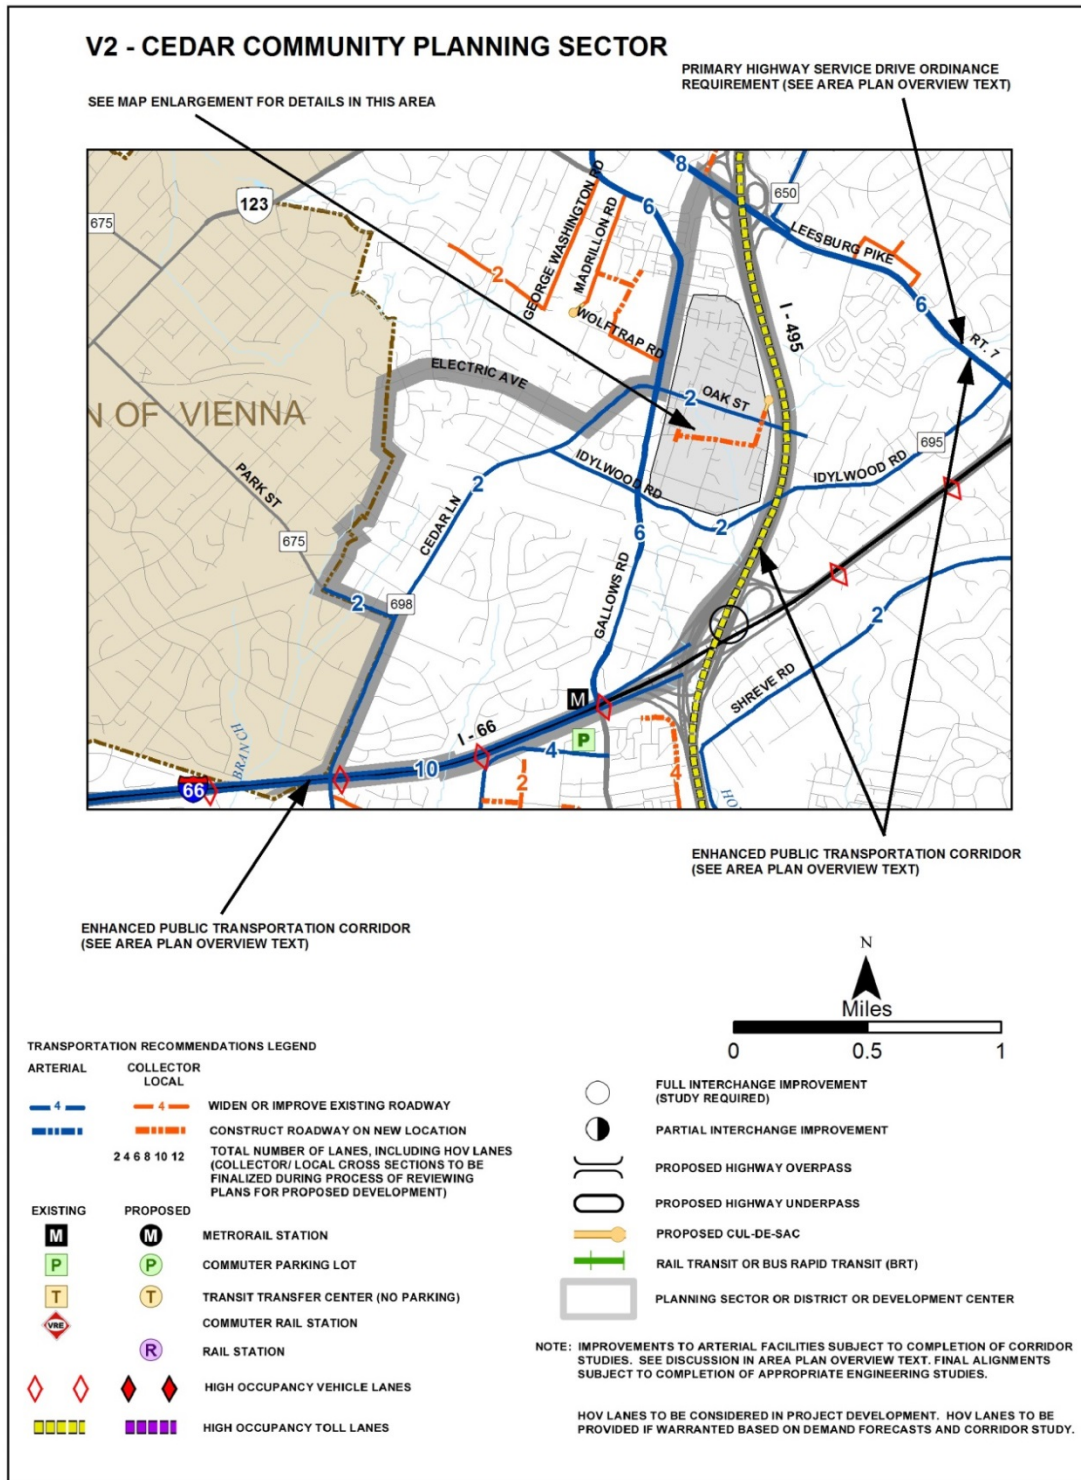 V2 - CEDAR COMMUNITY PLANNING SECTOR
PRIMARY HIGHWAY SERVICE DRIVE ORDINANCE
REQUIREMENT (SEE AREA PLAN OVERVIEW TEXT)
SEE MAP ENLARGEMENT FOR DETAILS IN THIS AREA
8
650
123
675
6
GEORGE WASHINGTON RD
MADRILLON RD
LEESBURG PIKE
2
6
WOLFTRAP RD
I - 495
RT. 7
ELECTRIC AVE
2
OAK ST
N OF VIENNA
695
IDYLWOOD RD
IDYLWOOD RD
PARK ST
2
CEDAR LN
2
6
675
2
698
GALLOWS RD
2
SHREVE RD
M
I - 66
P
4
BRANCH
10
2
4
66
HO
ENHANCED PUBLIC TRANSPORTATION CORRIDOR
(SEE AREA PLAN OVERVIEW TEXT)
ENHANCED PUBLIC TRANSPORTATION CORRIDOR
(SEE AREA PLAN OVERVIEW TEXT)
N
Miles
0 0.5 1
TRANSPORTATION RECOMMENDATIONS LEGEND
ARTERIAL COLLECTOR
LOCAL
4 4 WIDEN OR IMPROVE EXISTING ROADWAY
CONSTRUCT ROADWAY ON NEW LOCATION
2 4 6 8 10 12 TOTAL NUMBER OF LANES, INCLUDING HOV LANES
(COLLECTOR/ LOCAL CROSS SECTIONS TO BE
FINALIZED DURING PROCESS OF REVIEWING
PLANS FOR PROPOSED DEVELOPMENT)
EXISTING PROPOSED
M M METRORAIL STATION
P P COMMUTER PARKING LOT
T T TRANSIT TRANSFER CENTER (NO PARKING)
VRE COMMUTER RAIL STATION
R RAIL STATION
HIGH OCCUPANCY VEHICLE LANES
HIGH OCCUPANCY TOLL LANES
FULL INTERCHANGE IMPROVEMENT
(STUDY REQUIRED)
PARTIAL INTERCHANGE IMPROVEMENT
PROPOSED HIGHWAY OVERPASS
PROPOSED HIGHWAY UNDERPASS
PROPOSED CUL-DE-SAC
RAIL TRANSIT OR BUS RAPID TRANSIT (BRT)
PLANNING SECTOR OR DISTRICT OR DEVELOPMENT CENTER
NOTE: IMPROVEMENTS TO ARTERIAL FACILITIES SUBJECT TO COMPLETION OF CORRIDOR
STUDIES. SEE DISCUSSION IN AREA PLAN OVERVIEW TEXT. FINAL ALIGNMENTS
SUBJECT TO COMPLETION OF APPROPRIATE ENGINEERING STUDIES.
HOV LANES TO BE CONSIDERED IN PROJECT DEVELOPMENT. HOV LANES TO BE
PROVIDED IF WARRANTED BASED ON DEMAND FORECASTS AND CORRIDOR STUDY.